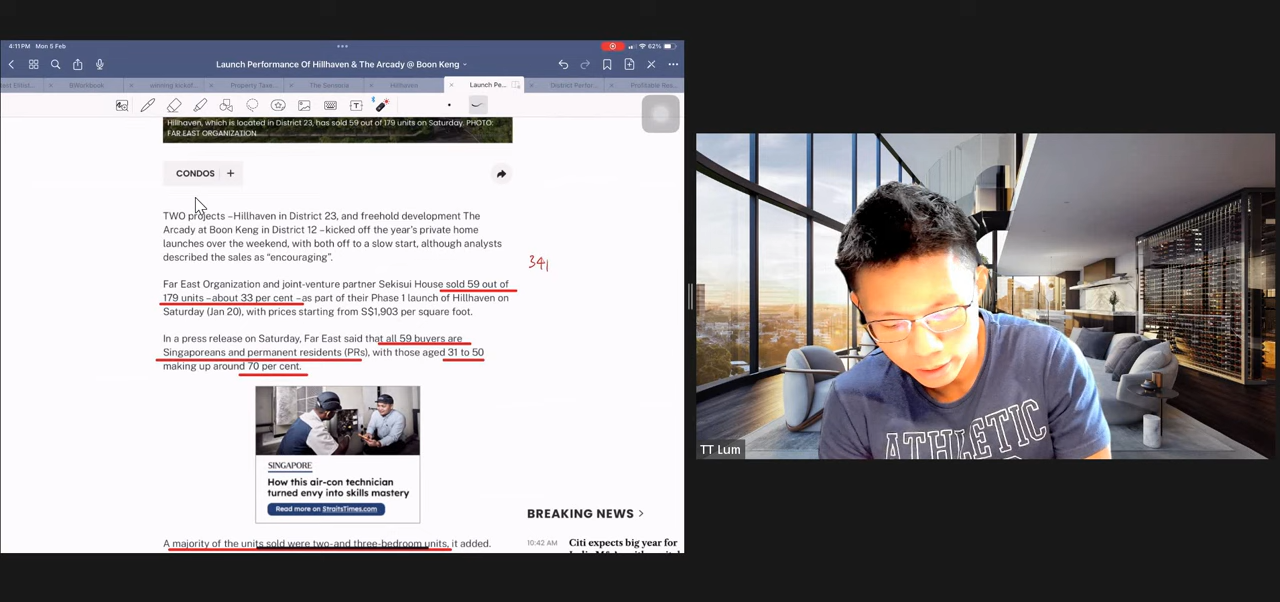 4:11PM Mon 5 Feb
62%
Launch Performance Of Hillhaven & The Arcady @ Boon Keng
BWorkbook
winning kickof...
Property Taxe...
The Senecia
Hillhaven
Launch Pe...
District Perfor...
Profitable Res...
Hillhaven, which is located in District 23, has sold 59 out of 179 units on Saturday. PHOTO:
FAR EAST ORGANIZATION
CONDOS +
TWO projects – Hillhaven in District 23, and freehold development The
Arcady at Boon Keng in District 12 – kicked off the year's private home
launches over the weekend, with both off to a slow start, although analysts
described the sales as "encouraging".
341
Far East Organization and joint-venture partner Sekisui House sold 59 out of
179 units – about 33 per cent – as part of their Phase 1 launch of Hillhaven on
Saturday (Jan 20), with prices starting from S$1,903 per square foot.
In a press release on Saturday, Far East said that all 59 buyers are
Singaporeans and permanent residents (PRs), with those aged 31 to 50
making up around 70 per cent.
SINGAPORE
How this air-con technician
turned envy into skills mastery
Read more on StraitsTimes.com
BREAKING NEWS >
A majority of the units sold were two-and three-bedroom units, it added.
10:42 AM Citi expects big year for
TT Lum
ATHLETIC